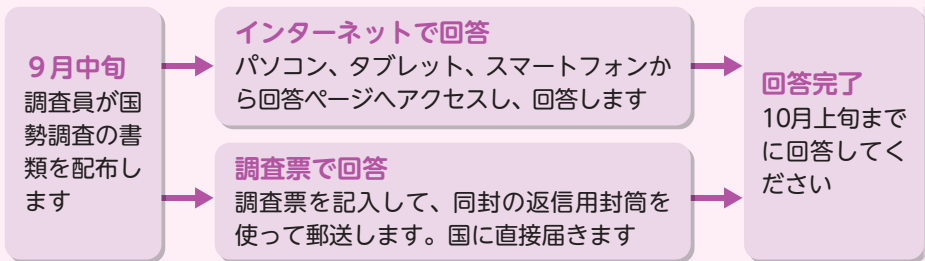 9月中旬
調査員が国
勢調査の書
類を配布し
ます
インターネットで回答
パソコン、タブレット、スマートフォンか
ら回答ページへアクセスし、回答します
調査票で回答
調査票を記入して、同封の返信用封筒を
使って郵送します。国に直接届きます
回答完了
10月上旬まで
に回答してく
ださい